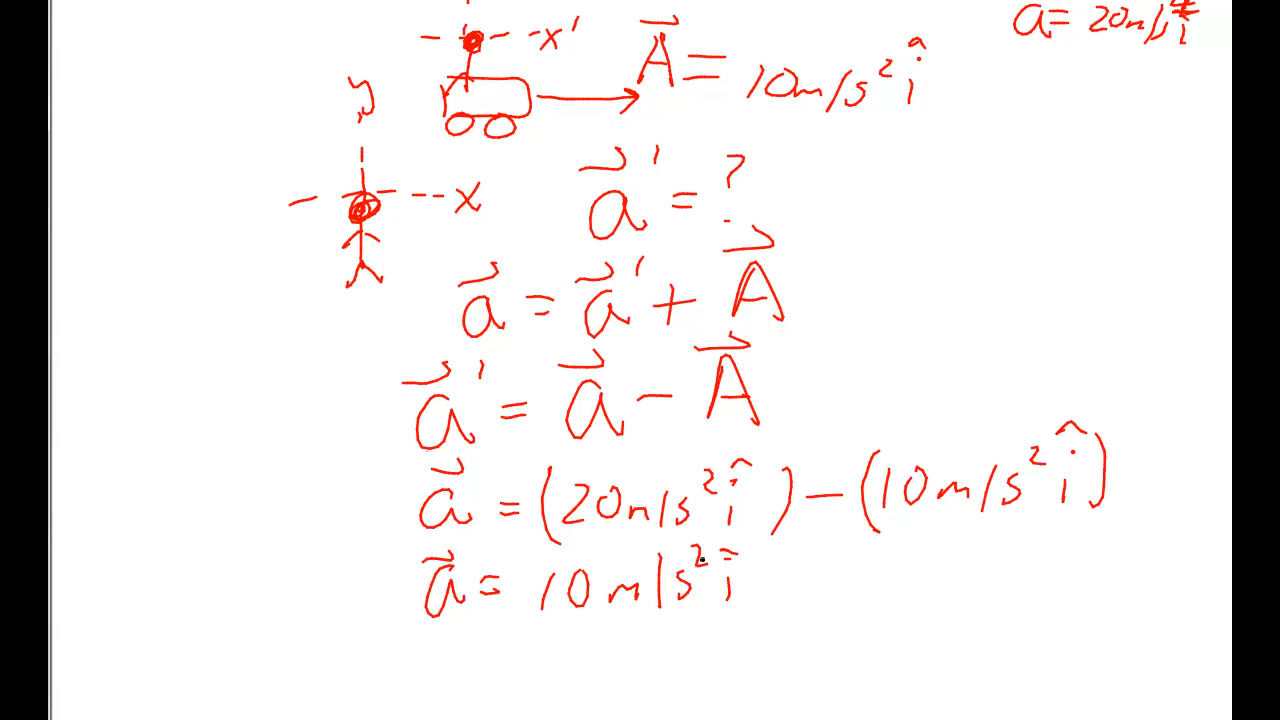 a = 20m/s² i
x'
A⃗ = 10m/s² î
y
x
a⃗' = ?
a⃗ = a⃗' + A⃗
a⃗' = a⃗ - A⃗
a⃗ = (20m/s² î) - (10m/s² î)
a⃗ = 10m/s² î